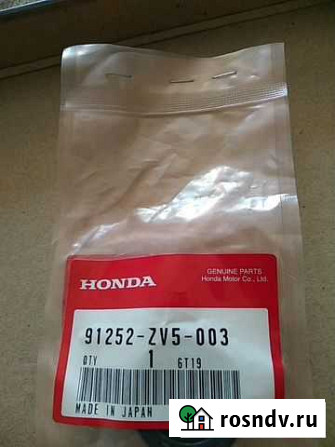 HONDA
GENUINE PARTS
Honda Motor Co., Ltd.
91252-ZV5-003
QTY 1 6T19
MADE IN JAPAN
rosndv.ru